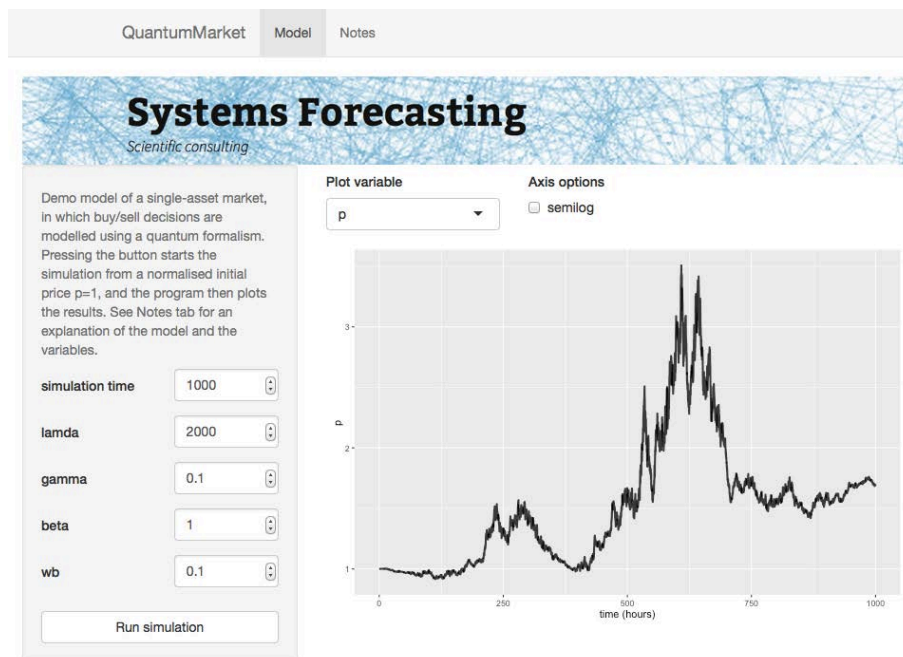 QuantumMarket
Model
Notes
Systems Forecasting
Scientific consulting
Demo model of a single-asset market,
in which buy/sell decisions are
modelled using a quantum formalism.
Pressing the button starts the
simulation from a normalised initial
price p=1, and the program then plots
the results. See Notes tab for an
explanation of the model and the
variables.
simulation time 1000
lamda 2000
gamma 0.1
beta 1
wb 0.1
Run simulation
Plot variable
p
Axis options
semilog
3
2
1
p
0 250 500 750 1000
time (hours)